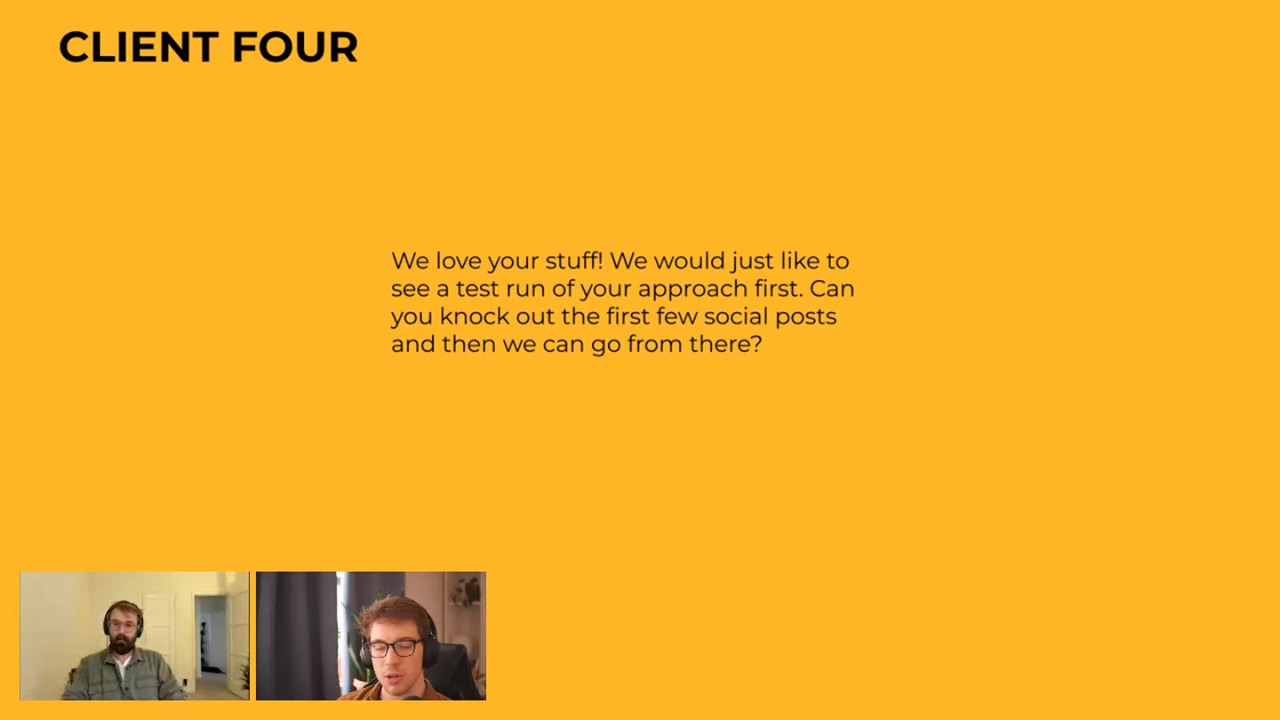 CLIENT FOUR
We love your stuff! We would just like to
see a test run of your approach first. Can
you knock out the first few social posts
and then we can go from there?